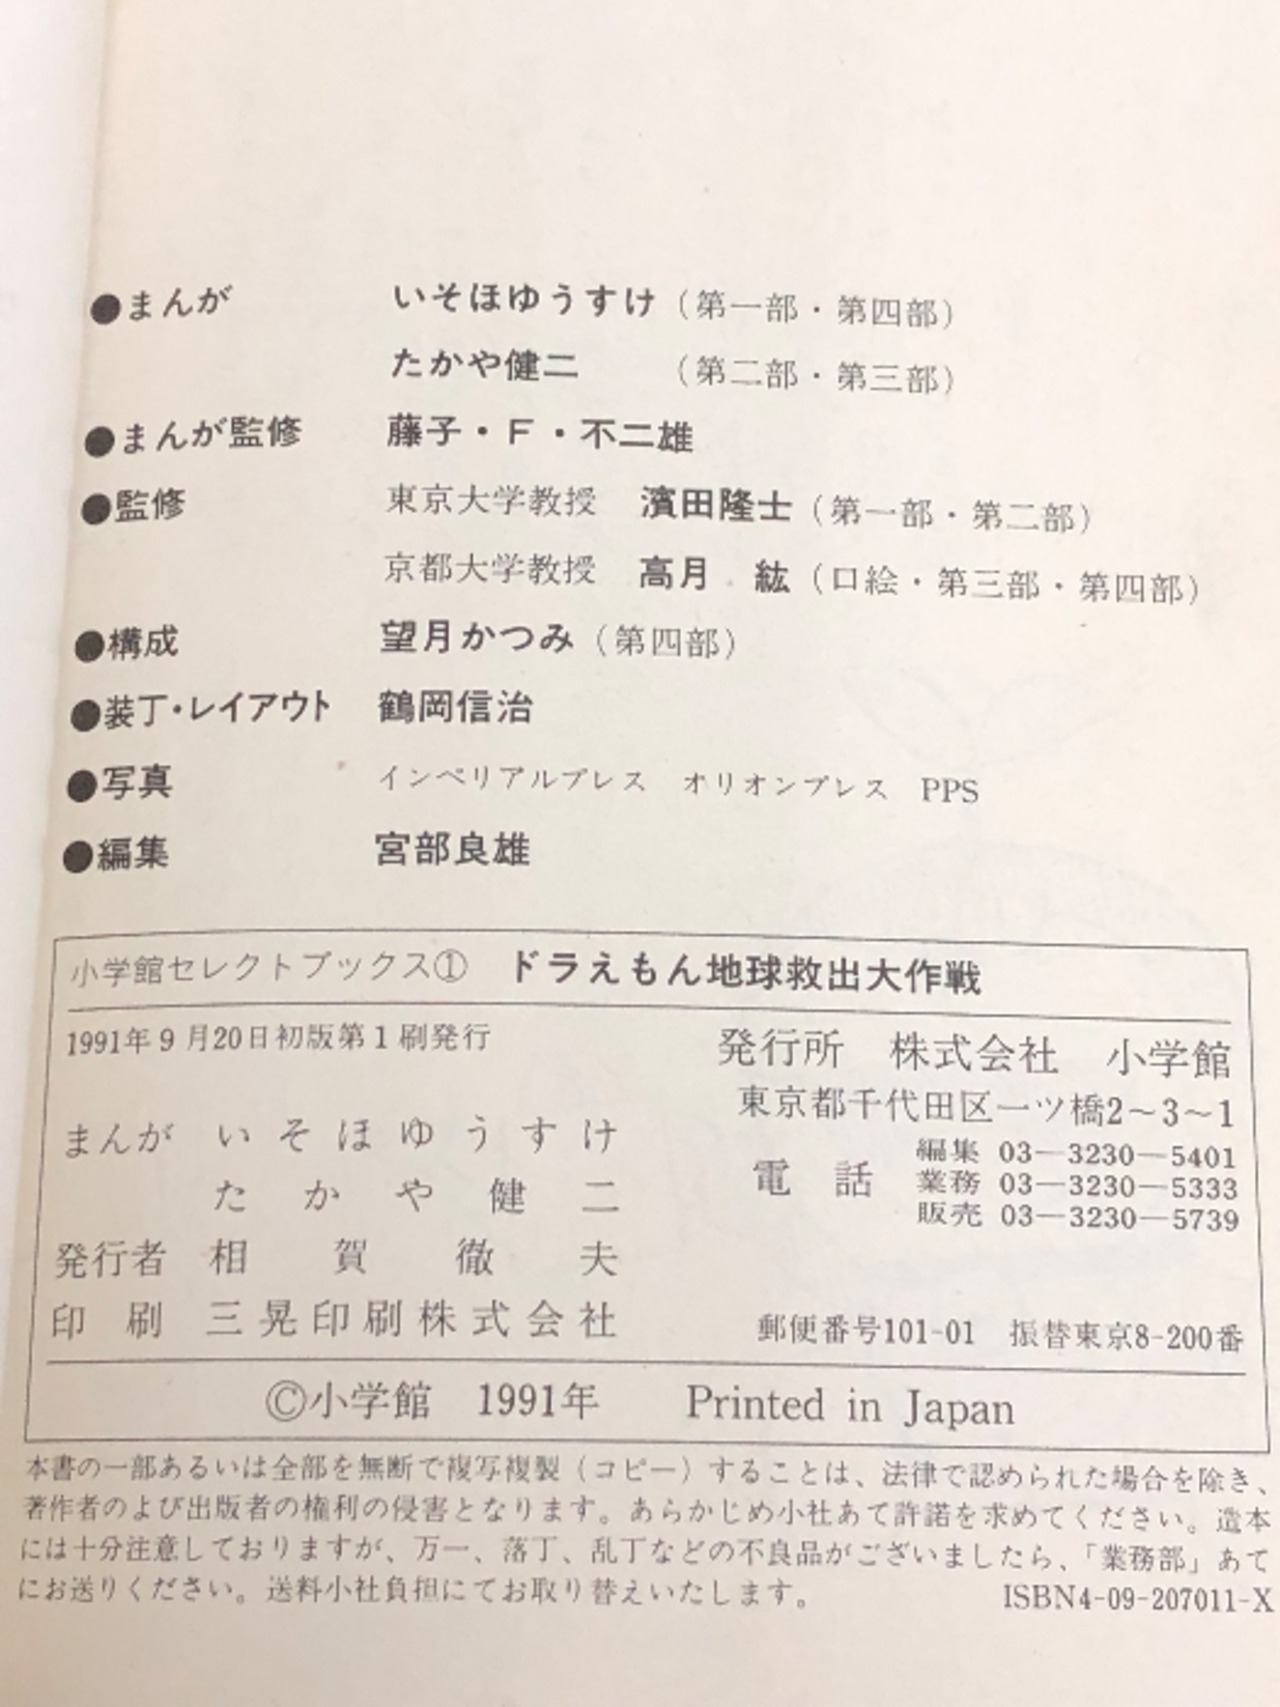 ●まんが いそほゆうすけ（第一部・第四部）
たかや健二 （第二部・第三部）
●まんが監修 藤子・F・不二雄
●監修 東京大学教授 濱田隆士（第一部・第二部）
京都大学教授 高月 紘（口絵・第三部・第四部）
●構成 望月かつみ（第四部）
●装丁・レイアウト 鶴岡信治
●写真 インペリアルプレス オリオンプレス PPS
●編集 宮部良雄
小学館セレクトブックス① ドラえもん地球救出大作戦
1991年9月20日初版第1刷発行
まんが いそほゆうすけ
たかや健二
発行者 相賀徹夫
印刷 三晃印刷株式会社
発行所 株式会社 小学館
東京都千代田区一ツ橋2～3～1
電話 編集 03―3230―5401
業務 03―3230―5333
販売 03―3230―5739
郵便番号101-01 振替東京8-200番
©小学館 1991年 Printed in Japan
本書の一部あるいは全部を無断で複写複製（コピー）することは、法律で認められた場合を除き、
著作者のよび出版者の権利の侵害となります。あらかじめ小社あて許諾を求めてください。造本
には十分注意しておりますが、万一、落丁、乱丁などの不良品がございましたら、「業務部」あて
にお送りください。送料小社負担にてお取り替えいたします。 ISBN4-09-207011-X